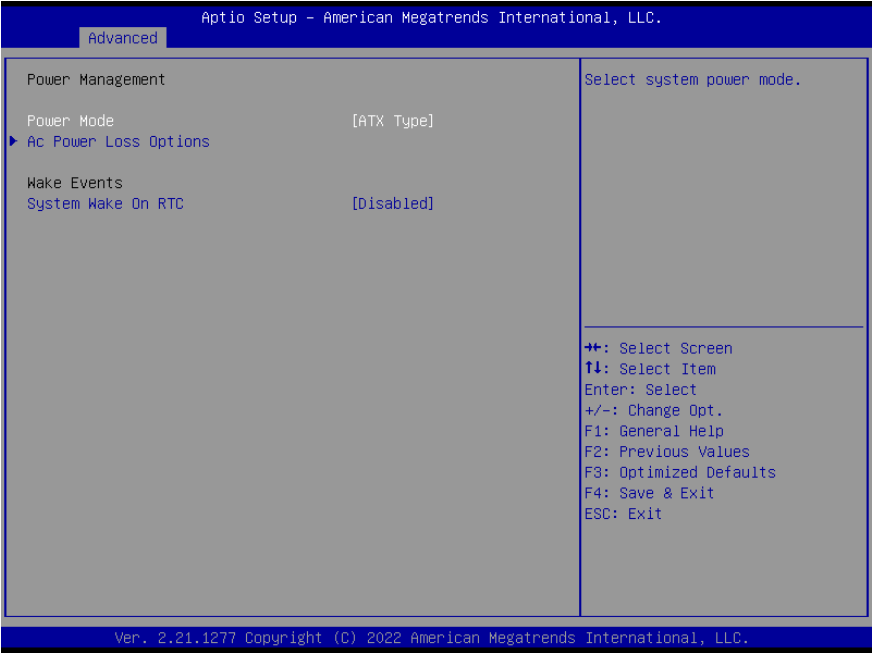 Aptio Setup – American Megatrends International, LLC.
Advanced
Power Management
Select system power mode.
Power Mode [ATX Type]
Ac Power Loss Options
Wake Events
System Wake On RTC [Disabled]
→←: Select Screen
↑↓: Select Item
Enter: Select
+/-: Change Opt.
F1: General Help
F2: Previous Values
F3: Optimized Defaults
F4: Save & Exit
ESC: Exit
Ver. 2.21.1277 Copyright (C) 2022 American Megatrends International, LLC.